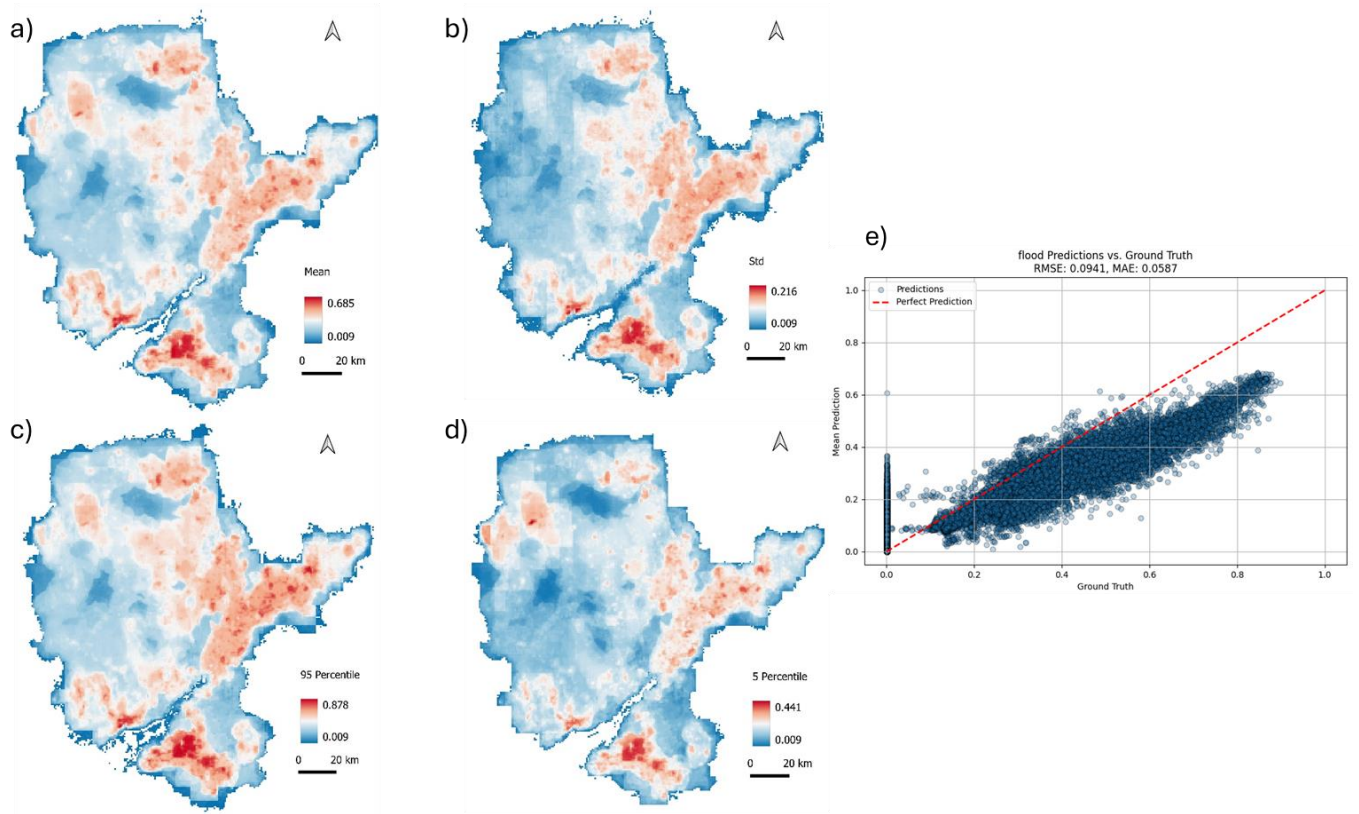 a)
Mean
0.685
0.009
0 20 km
b)
Std
0.216
0.009
0 20 km
c)
95 Percentile
0.878
0.009
0 20 km
d)
5 Percentile
0.441
0.009
0 20 km
e)
flood Predictions vs. Ground Truth
RMSE: 0.0941, MAE: 0.0587
Predictions
Perfect Prediction
1.0
0.8
0.6
0.4
0.2
0.0
Mean Prediction
0.0 0.2 0.4 0.6 0.8 1.0
Ground Truth